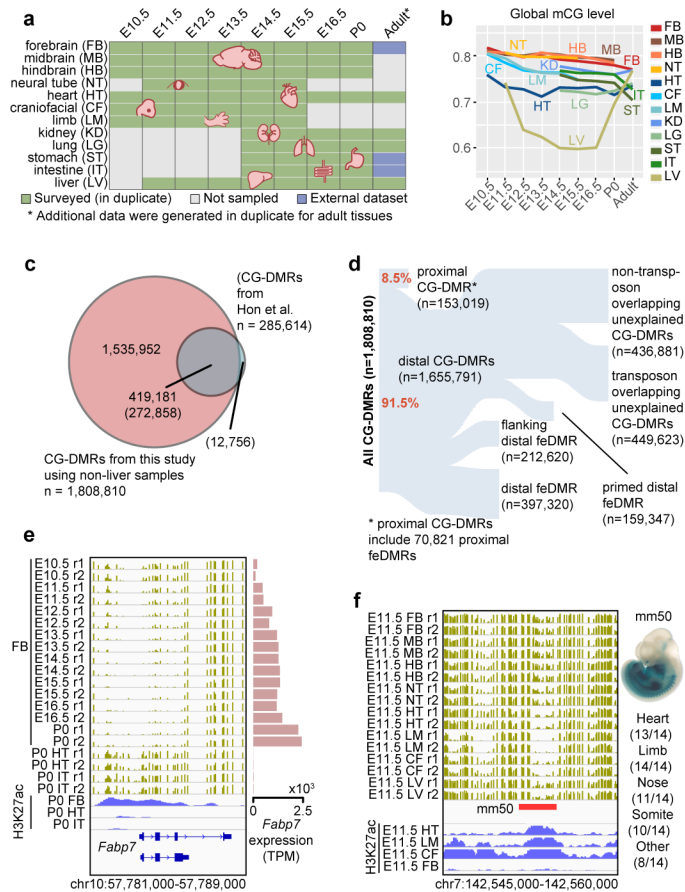 a
E10.5 E11.5 E12.5 E13.5 E14.5 E15.5 E16.5 P0 Adult*
forebrain (FB)
midbrain (MB)
hindbrain (HB)
neural tube (NT)
heart (HT)
craniofacial (CF)
limb (LM)
kidney (KD)
lung (LG)
stomach (ST)
intestine (IT)
liver (LV)
Surveyed (in duplicate) Not sampled External dataset
* Additional data were generated in duplicate for adult tissues
b
Global mCG level
0.8
0.7
0.6
NT
HB
MB
FB
CF
KD
LM
HT
LG
IT
ST
LV
E10.5 E11.5 E12.5 E13.5 E14.5 E15.5 E16.5 P0 Adult
FB
MB
HB
NT
HT
CF
LM
KD
LG
ST
IT
LV
c
(CG-DMRs
from
Hon et al.
n = 285,614)
1,535,952
419,181
(272,858)
(12,756)
CG-DMRs from this study
using non-liver samples
n = 1,808,810
d
All CG-DMRs (n=1,808,810)
8.5%
91.5%
proximal
CG-DMR*
(n=153,019)
distal CG-DMRs
(n=1,655,791)
non-transp-
oson
overlapping
unexplained
CG-DMRs
(n=436,881)
transposon
overlapping
unexplained
CG-DMRs
(n=449,623)
flanking
distal feDMR
(n=212,620)
primed distal
feDMR
(n=159,347)
distal feDMR
(n=397,320)
* proximal CG-DMRs
include 70,821 proximal
feDMRs
e
FB
E10.5 r1
E10.5 r2
E11.5 r1
E11.5 r2
E12.5 r1
E12.5 r2
E13.5 r1
E13.5 r2
E14.5 r1
E14.5 r2
E15.5 r1
E15.5 r2
E16.5 r1
E16.5 r2
P0 r1
P0 r2
P0 HT r1
P0 HT r2
P0 IT r1
P0 IT r2
H3K27ac
P0 FB
P0 HT
P0 IT
Fabp7
chr10:57,781,000-57,789,000
x10³
0 2.5
Fabp7
expression
(TPM)
f
E11.5 FB r1
E11.5 FB r2
E11.5 MB r1
E11.5 MB r2
E11.5 HB r1
E11.5 HB r2
E11.5 NT r1
E11.5 NT r2
E11.5 HT r1
E11.5 HT r2
E11.5 LM r1
E11.5 LM r2
E11.5 CF r1
E11.5 CF r2
E11.5 LV r1
E11.5 LV r2
mm50
H3K27ac
E11.5 HT
E11.5 LM
E11.5 CF
E11.5 FB
chr7:142,545,000-142,560,000
mm50
Heart
(13/14)
Limb
(14/14)
Nose
(11/14)
Somite
(10/14)
Other
(8/14)